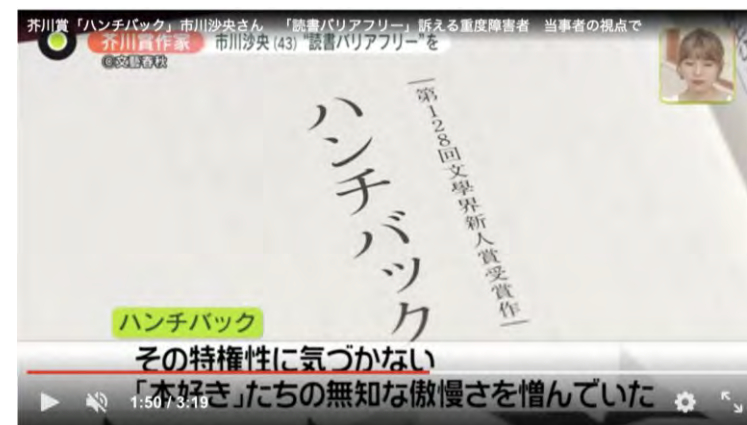 芥川賞「ハンチバック」市川沙央さん 「読書バリアフリー」訴える重度障害者 当事者の視点で
芥川賞作家 市川沙央(43)“読書バリアフリー”を
©文藝春秋
第128回文學界新人賞受賞作
ハンチバック
ハンチバック
その特権性に気づかない
「本好き」たちの無知な傲慢さを憎んでいた
1:50 / 3:19